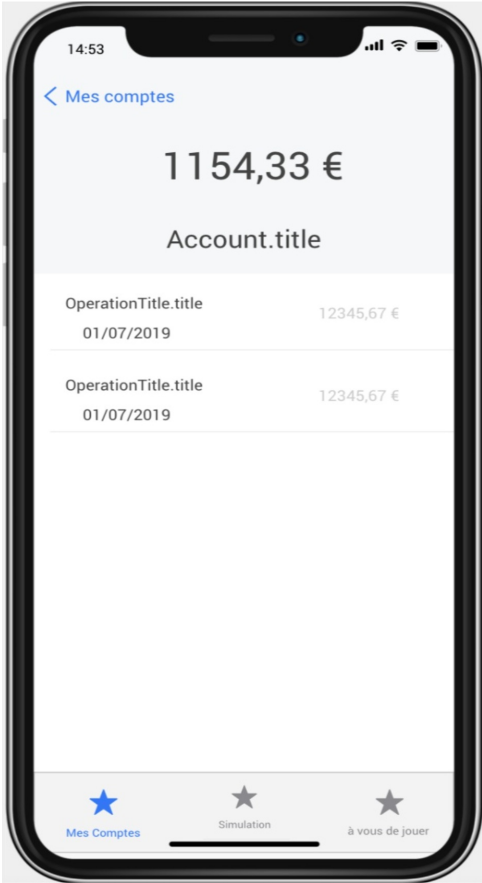 14:53
Mes comptes
1154,33 €
Account.title
OperationTitle.title
12345,67 €
01/07/2019
OperationTitle.title
12345,67 €
01/07/2019
Mes Comptes
Simulation
à vous de jouer